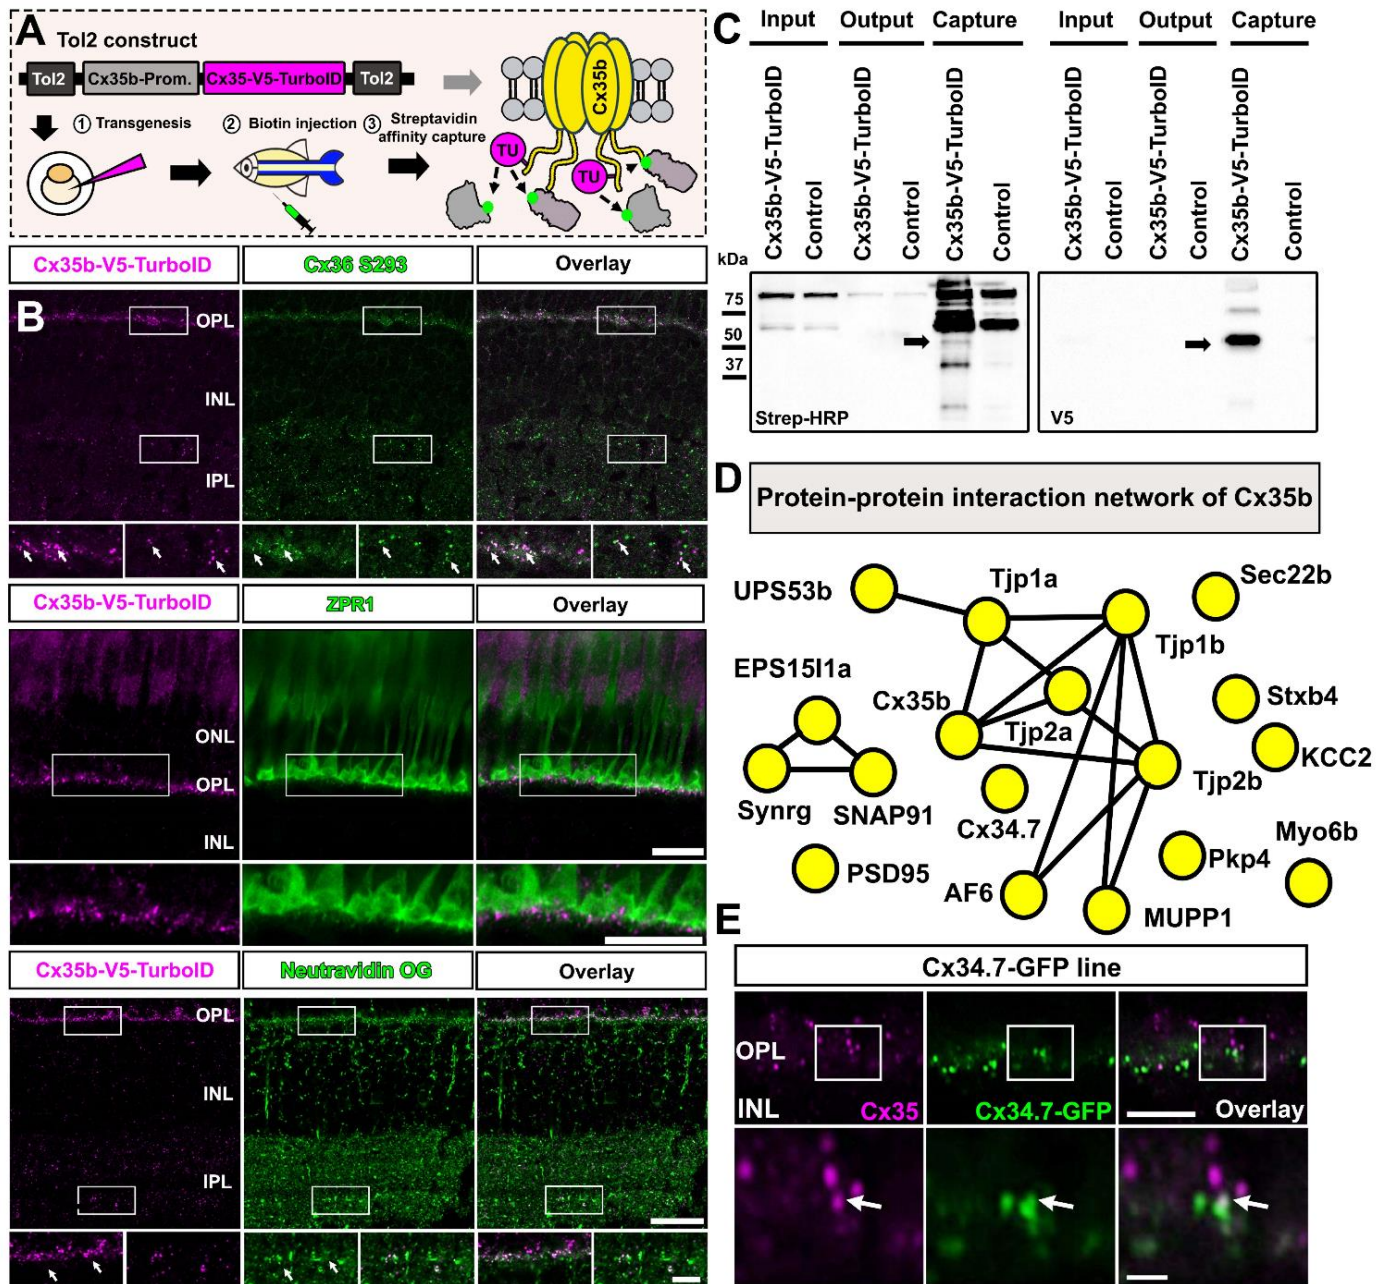 A
Tol2 construct
Tol2 Cx35b-Prom. Cx35-V5-TurboID Tol2
1 Transgenesis
2 Biotin injection
3 Streptavidin
affinity capture
Cx35b
TU
TU
Cx35b-V5-TurboID Cx36 S293 Overlay
B
OPL
INL
IPL
Cx35b-V5-TurboID ZPR1 Overlay
ONL
OPL
INL
Cx35b-V5-TurboID Neutravidin OG Overlay
OPL
INL
IPL
C
Input Output Capture Input Output Capture
Cx35b-V5-TurboID
Control
Cx35b-V5-TurboID
Control
Cx35b-V5-TurboID
Control
Cx35b-V5-TurboID
Control
Cx35b-V5-TurboID
Control
Cx35b-V5-TurboID
Control
kDa
75
50
37
Strep-HRP
V5
D
Protein-protein interaction network of Cx35b
UPS53b
Tjp1a
Sec22b
Tjp1b
EPS15l1a
Cx35b
Tjp2a
Stxb4
KCC2
Tjp2b
Synrg
SNAP91
Cx34.7
Myo6b
PSD95
Pkp4
AF6
MUPP1
E
Cx34.7-GFP line
OPL
INL
Cx35
Cx34.7-GFP
Overlay